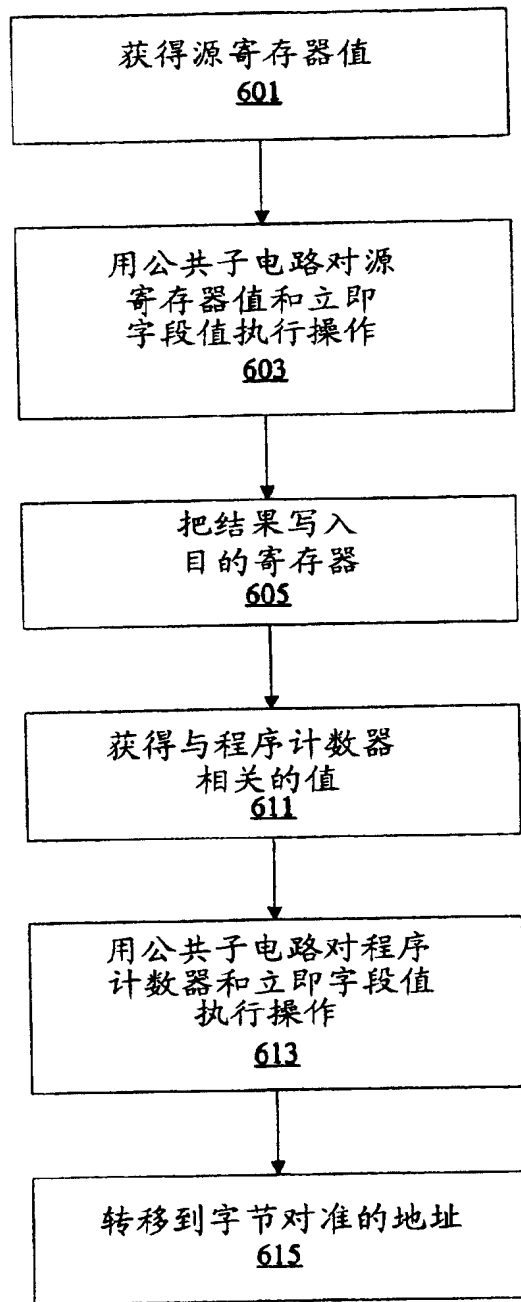 获得源寄存器值
601
用公共子电路对源
寄存器值和立即
字段值执行操作
603
把结果写入
目的寄存器
605
获得与程序计数器
相关的值
611
用公共子电路对程序
计数器和立即字段值
执行操作
613
转移到字节对准的地址
615